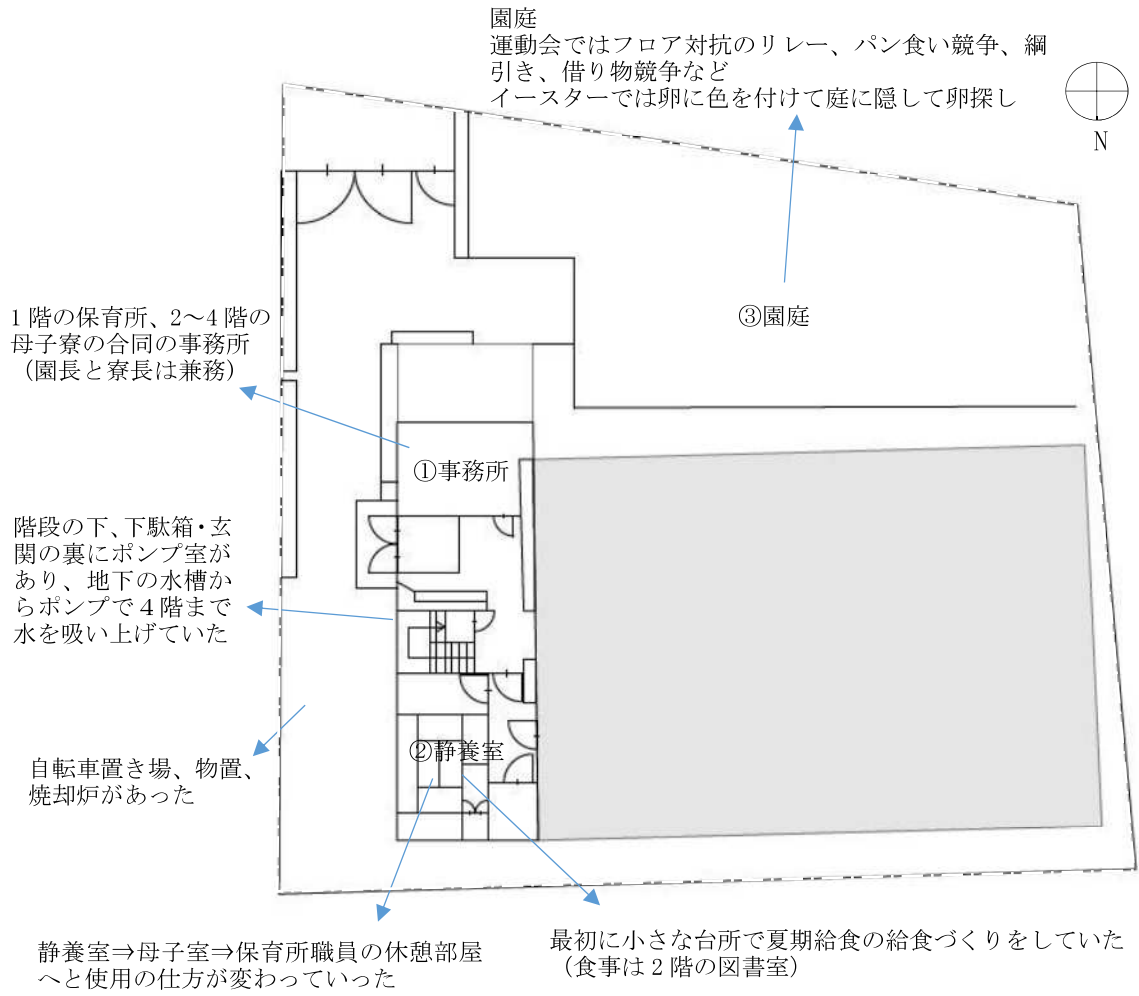 園庭
運動会ではフロア対抗のリレー、パン食い競争、綱
引き、借り物競争など
イースターでは卵に色を付けて庭に隠して卵探し
N
1階の保育所、2～4階の
母子寮の合同の事務所
（園長と寮長は兼務）
③園庭
①事務所
階段の下、下駄箱・玄
関の裏にポンプ室が
あり、地下の水槽か
らポンプで４階まで
水を吸い上げていた
②静養室
自転車置き場、物置、
焼却炉があった
静養室⇒母子室⇒保育所職員の休憩部屋
へと使用の仕方が変わっていった
最初に小さな台所で夏期給食の給食づくりをしていた
（食事は2階の図書室）